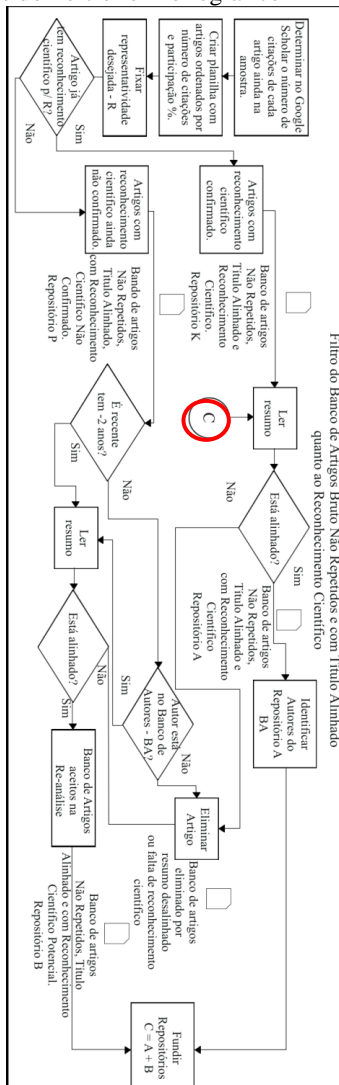 Filtro do Banco de Artigos Bruto Não Repetidos e com Título Alinhado
quanto ao Reconhecimento Científico
Determinar no Google
Scholar o número de
citações de cada
artigo ainda na
amostra.
Criar planilha com
artigos ordenados por
número de citações
e participação %.
Fixar
representatividade
desejada - R
Artigo já
tem reconhecimento
científico p/ R?
Sim
Não
Artigos com
reconhecimento
científico
confirmado.
Banco de artigos
Não Repetidos,
Título Alinhado e
Reconhecimento
Científico.
Repositório K
Artigos com
reconhecimento
científico ainda
não confirmado.
Bando de artigos
Não Repetidos,
Título Alinhado,
com Reconhecimento
Científico Não
Confirmado.
Repositório P
Ler
resumo
C
Está alinhado?
Sim
Não
Banco de artigos
Não Repetidos,
Título Alinhado e
com Reconhecimento
Científico
Repositório A
Identificar
Autores do
Repositório A
BA
É recente
tem -2 anos?
Não
Sim
Ler
resumo
Está alinhado?
Não
Sim
Autor está
no Banco de
Autores - BA?
Não
Sim
Eliminar
Artigo
Banco de artigos
eliminado por
resumo desalinhado
ou falta de reconhecimento
científico
Banco de Artigos
aceitos na
Re-análise
Banco de artigos
Não Repetidos, Título
Alinhado e com Reconhecimento
Científico Potencial.
Repositório B
Fundir
Repositórios
C = A + B